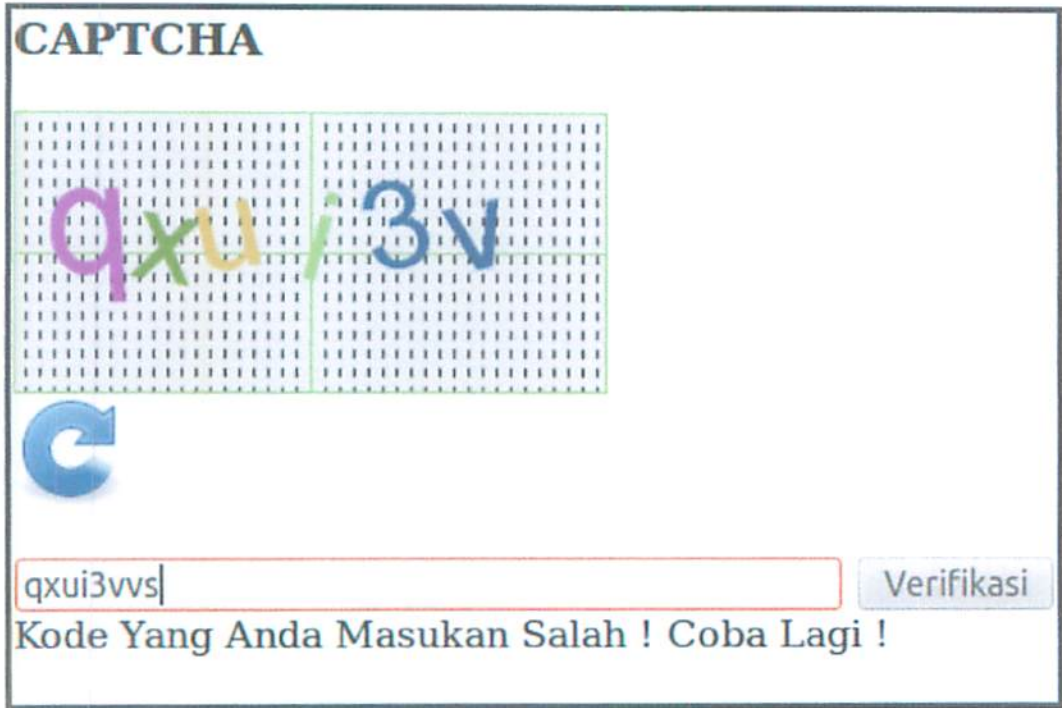 CAPTCHA
qxui3v
qxui3vvs Verifikasi
Kode Yang Anda Masukan Salah ! Coba Lagi !